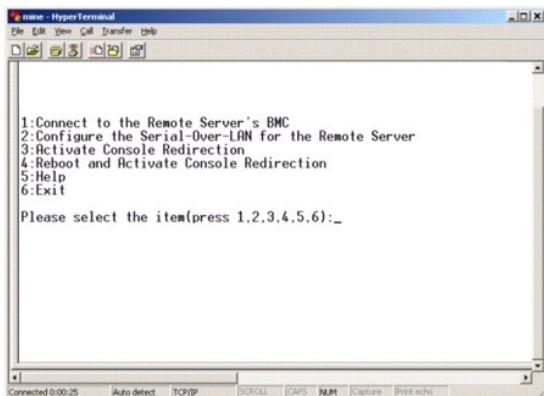 mine - HyperTerminal
File Edit View Call Transfer Help
1:Connect to the Remote Server's BMC
2:Configure the Serial-Over-LAN for the Remote Server
3:Activate Console Redirection
4:Reboot and Activate Console Redirection
5:Help
6:Exit
Please select the item(press 1,2,3,4,5,6):_
Connected 0:00:25 Auto detect TCP/IP SCROLL CAPS NUM Capture Print echo